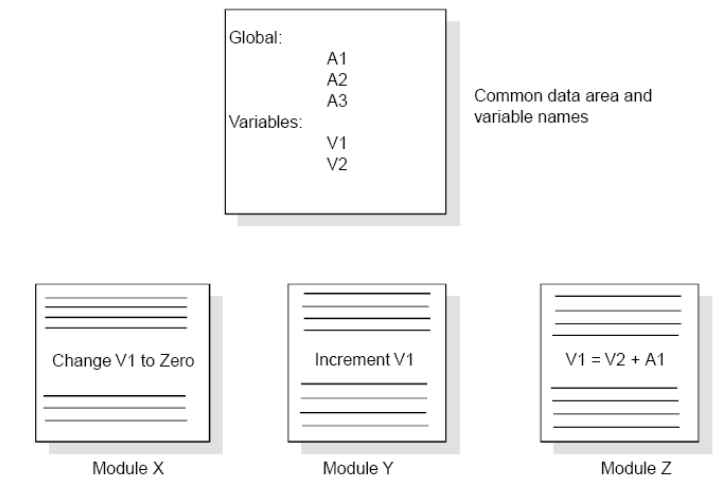 Global:
A1
A2
A3
Variables:
V1
V2
Common data area and
variable names
Change V1 to Zero
Increment V1
V1 = V2 + A1
Module X
Module Y
Module Z